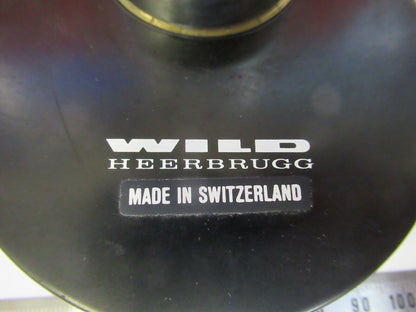 WILD
HEERBRUGG
MADE IN SWITZERLAND
90 100